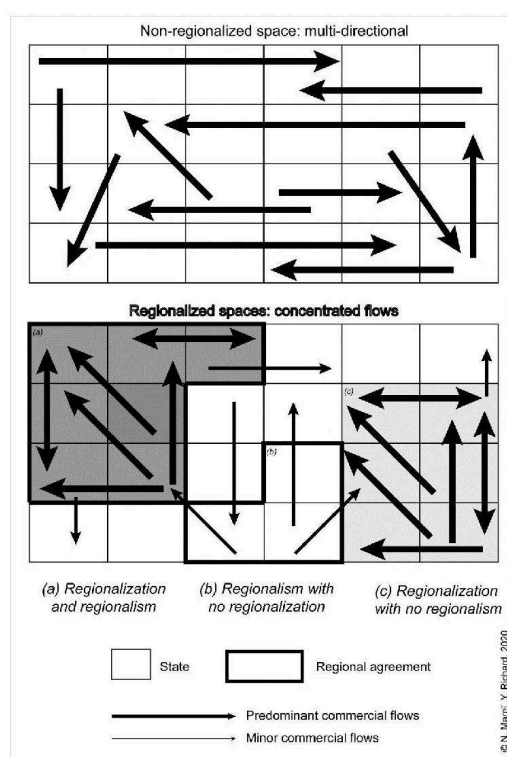 Non-regionalized space: multi-directional
Regionalized spaces: concentrated flows
(a)
(b)
(c)
(a) Regionalization
and regionalism
(b) Regionalism with
no regionalization
(c) Regionalization
with no regionalism
State
Regional agreement
Predominant commercial flows
Minor commercial flows
© N. Mareï, Y. Richard, 2020